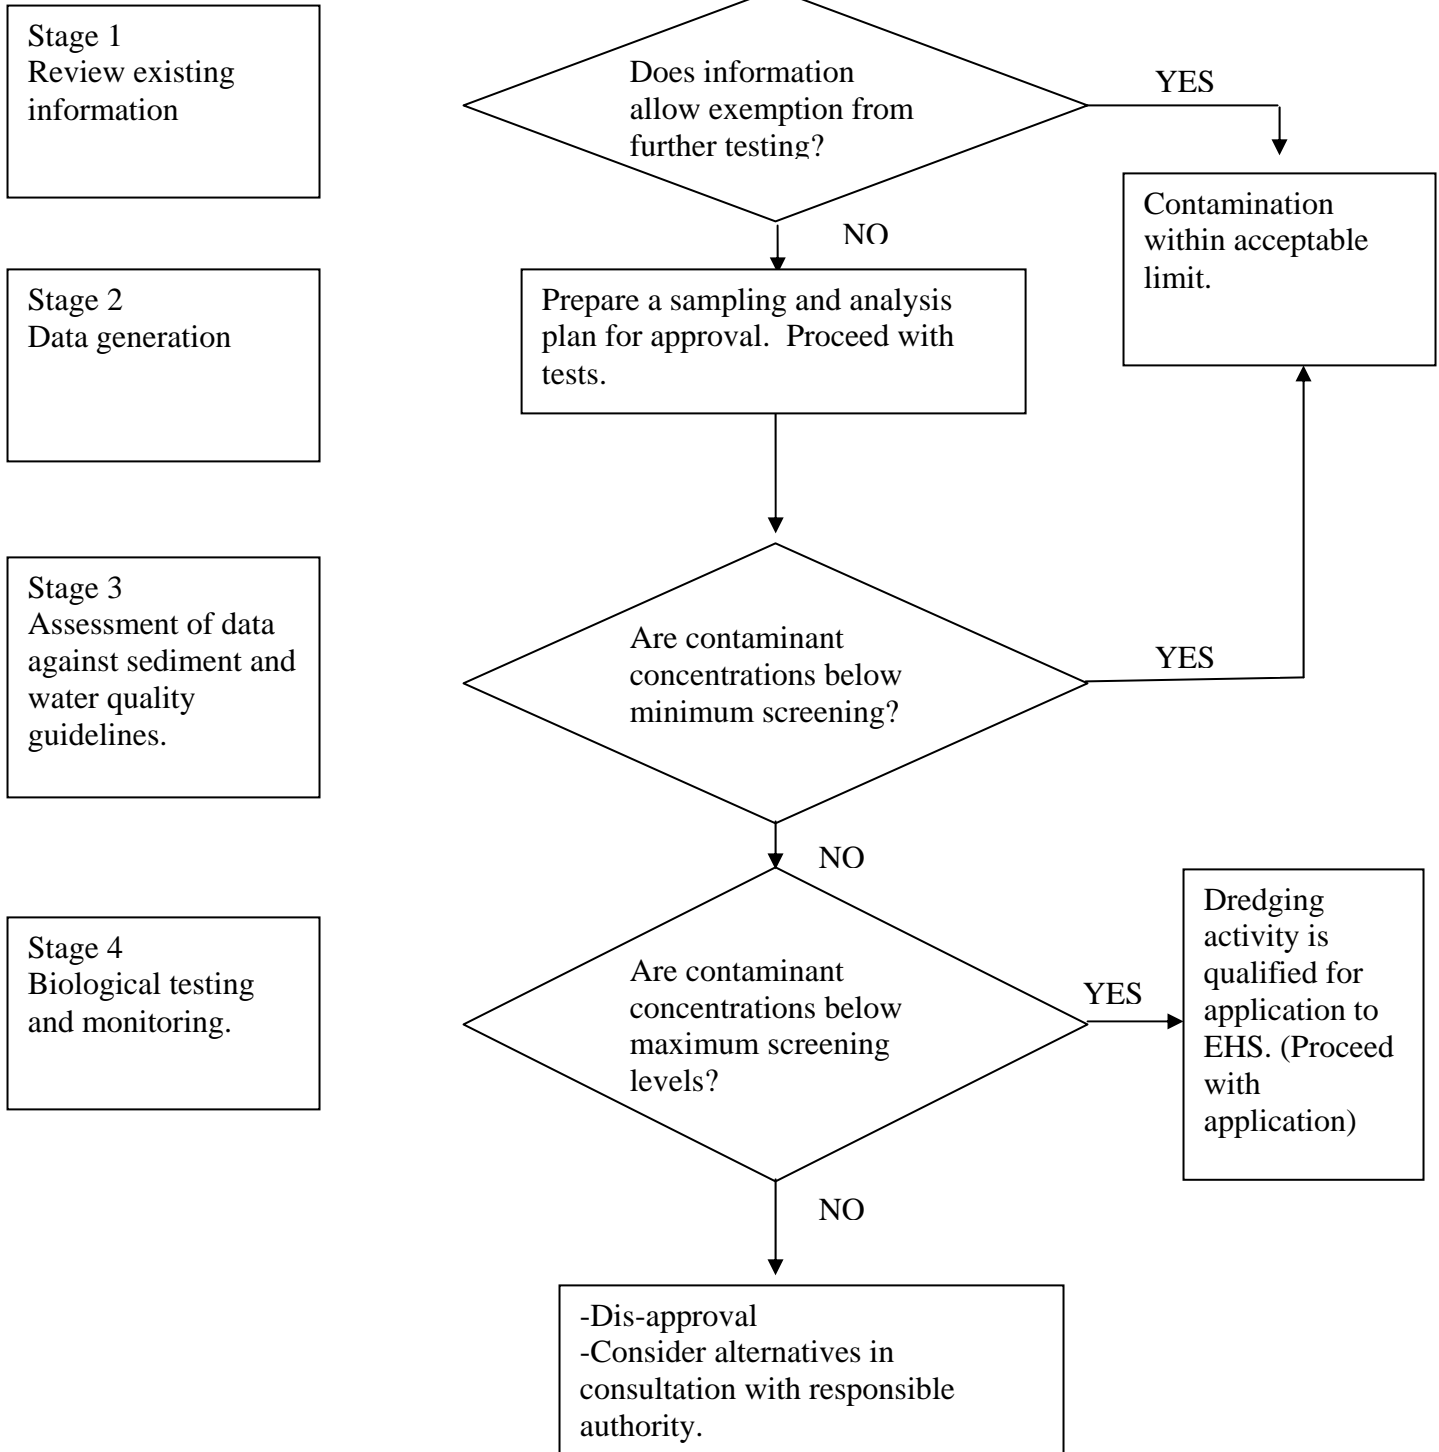 Stage 1
Review existing
information
Does information
allow exemption from
further testing?
YES
Contamination
within acceptable
limit.
NO
Stage 2
Data generation
Prepare a sampling and analysis
plan for approval.  Proceed with
tests.
Stage 3
Assessment of data
against sediment and
water quality
guidelines.
Are contaminant
concentrations below
minimum screening?
YES
NO
Stage 4
Biological testing
and monitoring.
Are contaminant
concentrations below
maximum screening
levels?
YES
Dredging
activity is
qualified for
application to
EHS. (Proceed
with
application)
NO
-Dis-approval
-Consider alternatives in
consultation with responsible
authority.